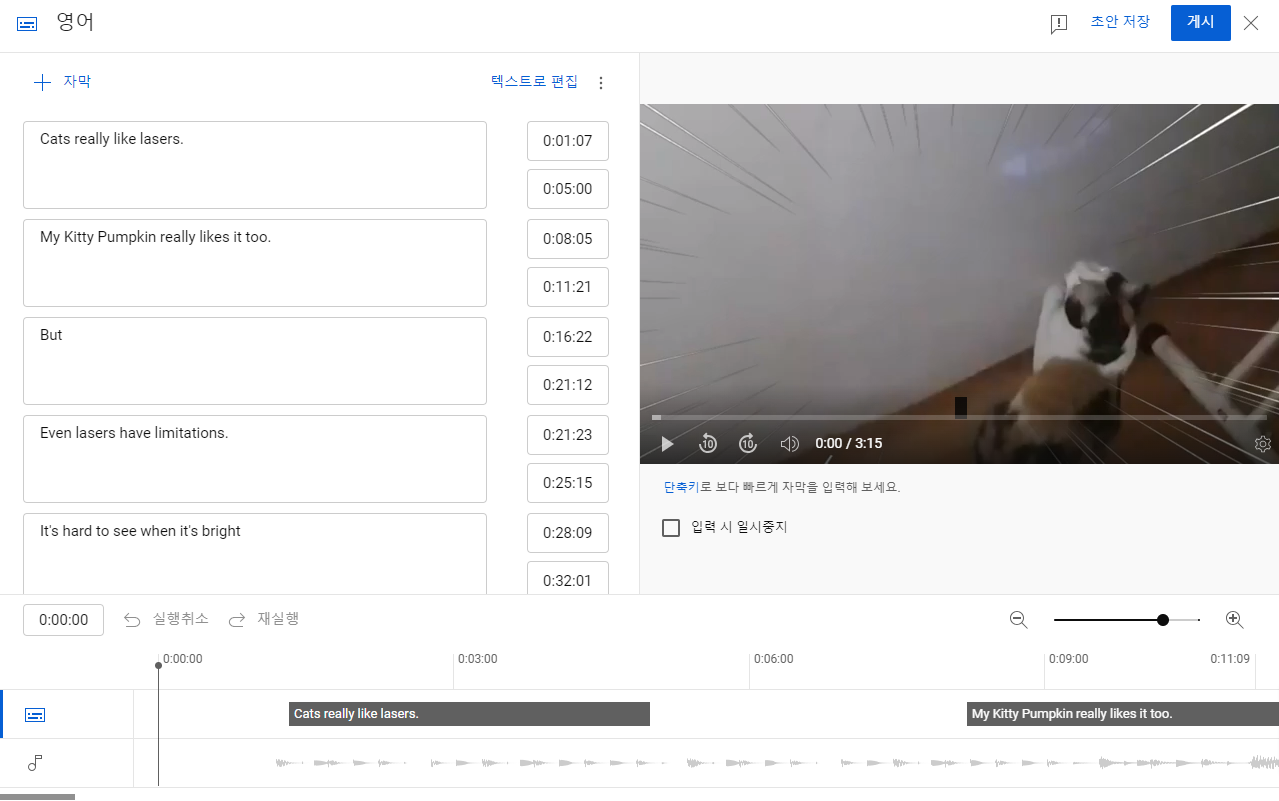 영어
초안 저장
게시
자막
텍스트로 편집
Cats really like lasers.
0:01:07
0:05:00
My Kitty Pumpkin really likes it too.
0:08:05
0:11:21
But
0:16:22
0:21:12
Even lasers have limitations.
0:21:23
0:25:15
It's hard to see when it's bright
0:28:09
0:32:01
10
10
0:00 / 3:15
단축키로 보다 빠르게 자막을 입력해 보세요.
입력 시 일시중지
0:00:00
실행취소
재실행
0:00:00
0:03:00
0:06:00
0:09:00
0:11:09
Cats really like lasers.
My Kitty Pumpkin really likes it too.